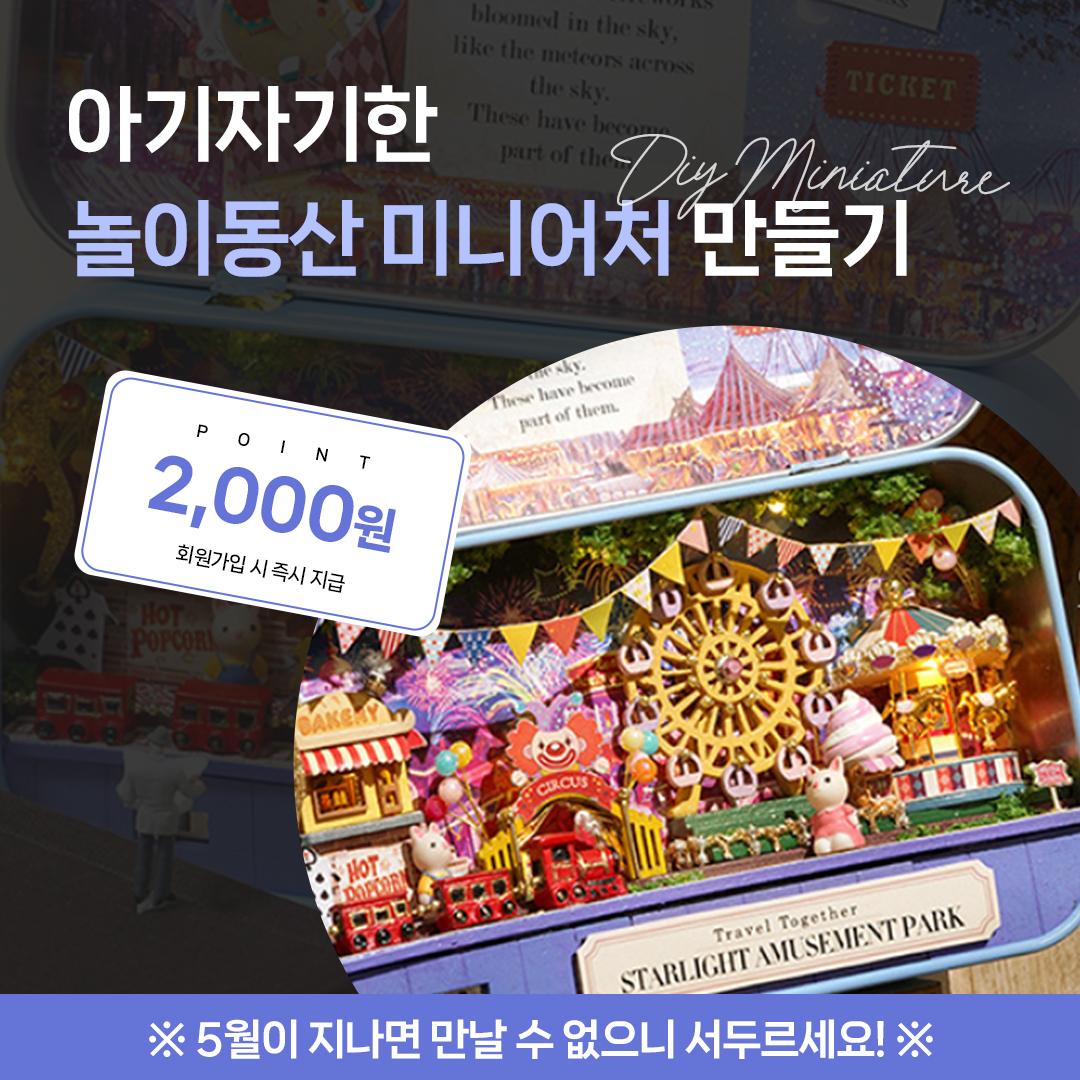 bloomed in the sky,
like the meteors across
the sky.
These have become
part of
TICKET
아기자기한
Diy Miniature
놀이동산 미니어처 만들기
the sky.
These have become
part of them.
POINT
2,000원
회원가입 시 즉시 지급
BAKERY
CIRCUS
HOT
POPCORN
HOT
POPCORN
Travel Together
STARLIGHT AMUSEMENT PARK
※ 5월이 지나면 만날 수 없으니 서두르세요! ※